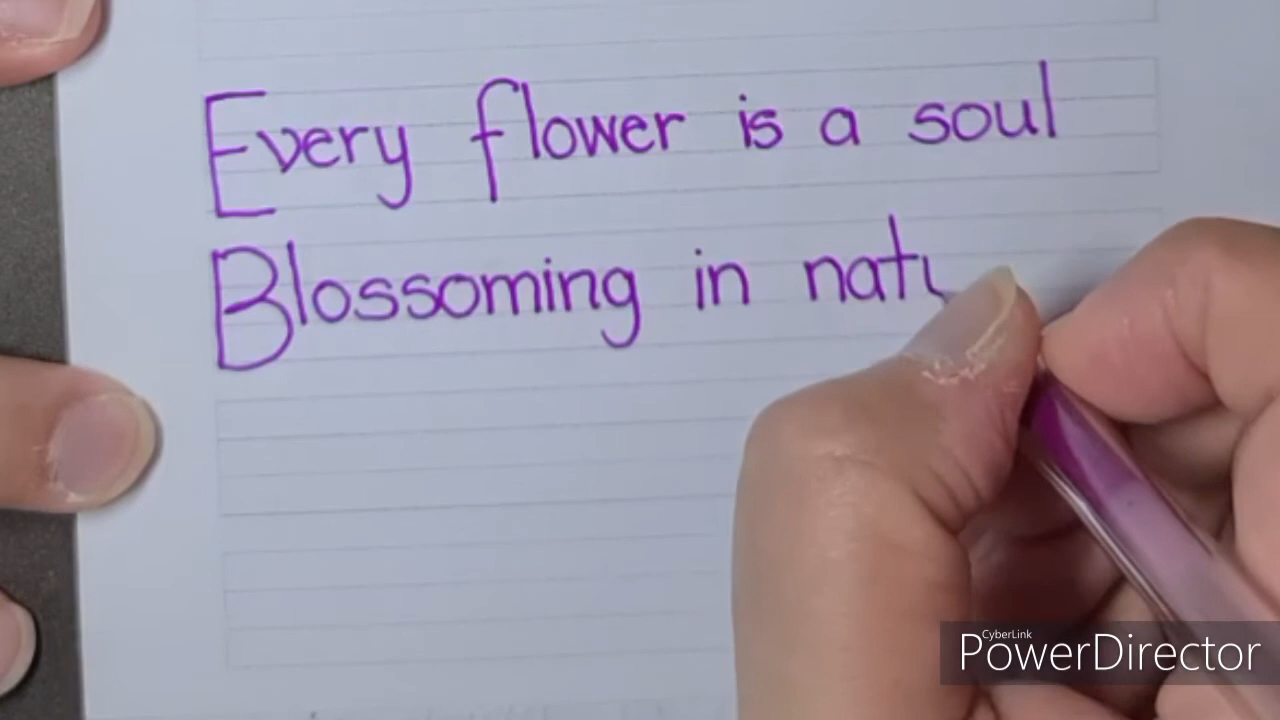 Every flower is a soul
Blossoming in natu
CyberLink
PowerDirector